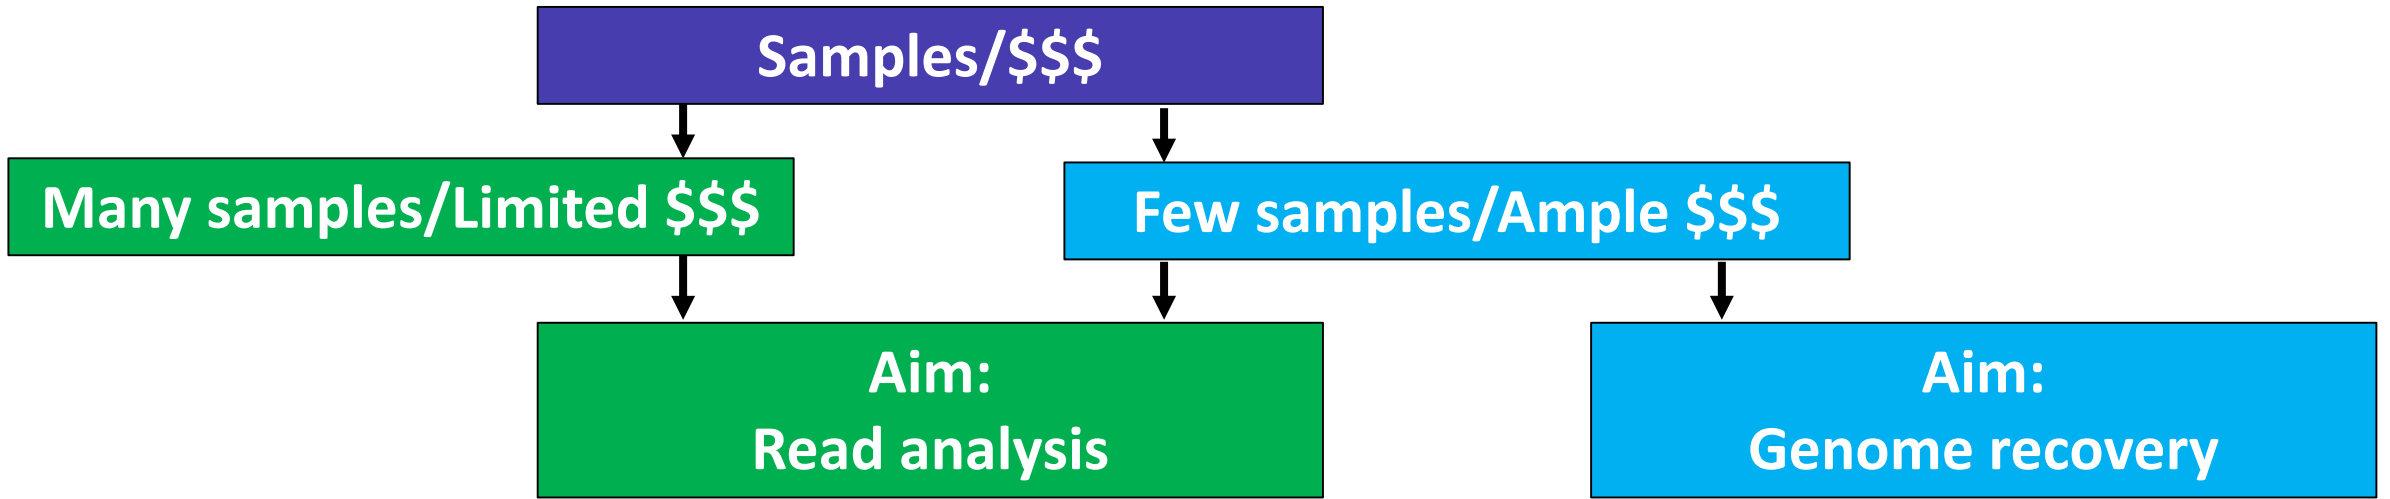 Samples/$$$
Many samples/Limited $$$
Few samples/Ample $$$
Aim:
Read analysis
Aim:
Genome recovery